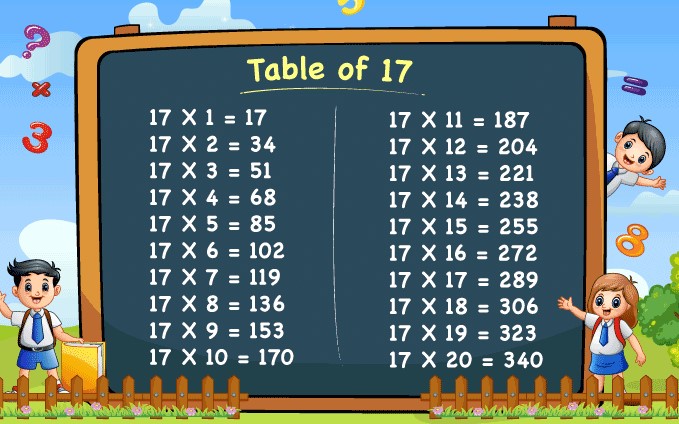 Table of 17
17 X 1 = 17
17 X 2 = 34
17 X 3 = 51
17 X 4 = 68
17 X 5 = 85
17 X 6 = 102
17 X 7 = 119
17 X 8 = 136
17 X 9 = 153
17 X 10 = 170
17 X 11 = 187
17 X 12 = 204
17 X 13 = 221
17 X 14 = 238
17 X 15 = 255
17 X 16 = 272
17 X 17 = 289
17 X 18 = 306
17 X 19 = 323
17 X 20 = 340
?
×
3
5
=
8